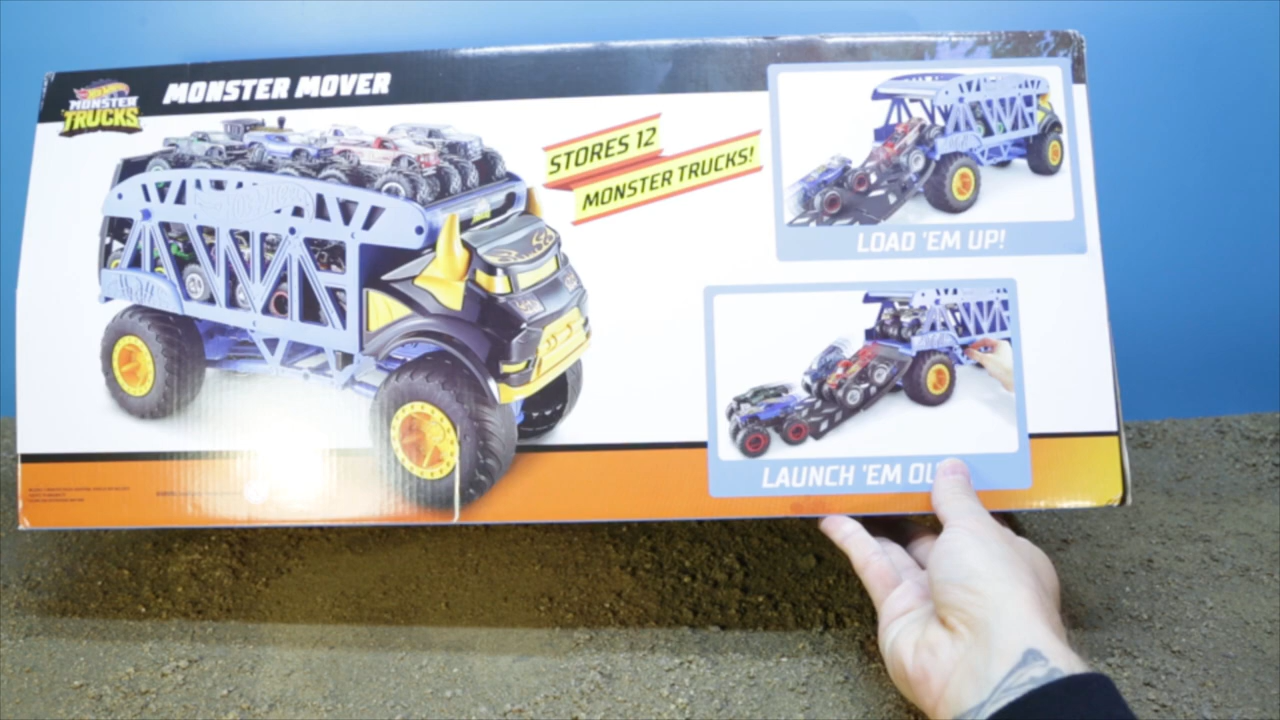 Hot Wheels
MONSTER
TRUCKS
MONSTER MOVER
STORES 12
MONSTER TRUCKS!
LOAD 'EM UP!
LAUNCH 'EM OU